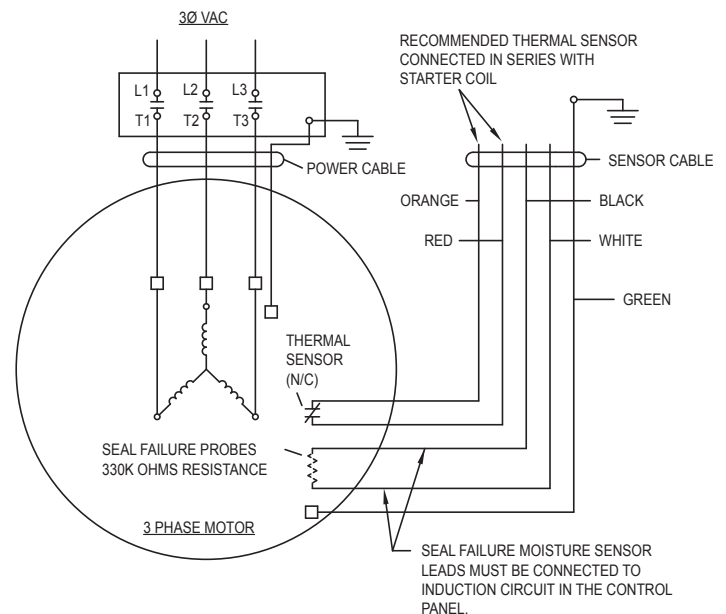 3Ø VAC
RECOMMENDED THERMAL SENSOR
CONNECTED IN SERIES WITH
STARTER COIL
L1
L2
L3
T1
T2
T3
POWER CABLE
SENSOR CABLE
ORANGE
BLACK
RED
WHITE
GREEN
THERMAL
SENSOR
(N/C)
SEAL FAILURE PROBES
330K OHMS RESISTANCE
3 PHASE MOTOR
SEAL FAILURE MOISTURE SENSOR
LEADS MUST BE CONNECTED TO
INDUCTION CIRCUIT IN THE CONTROL
PANEL.